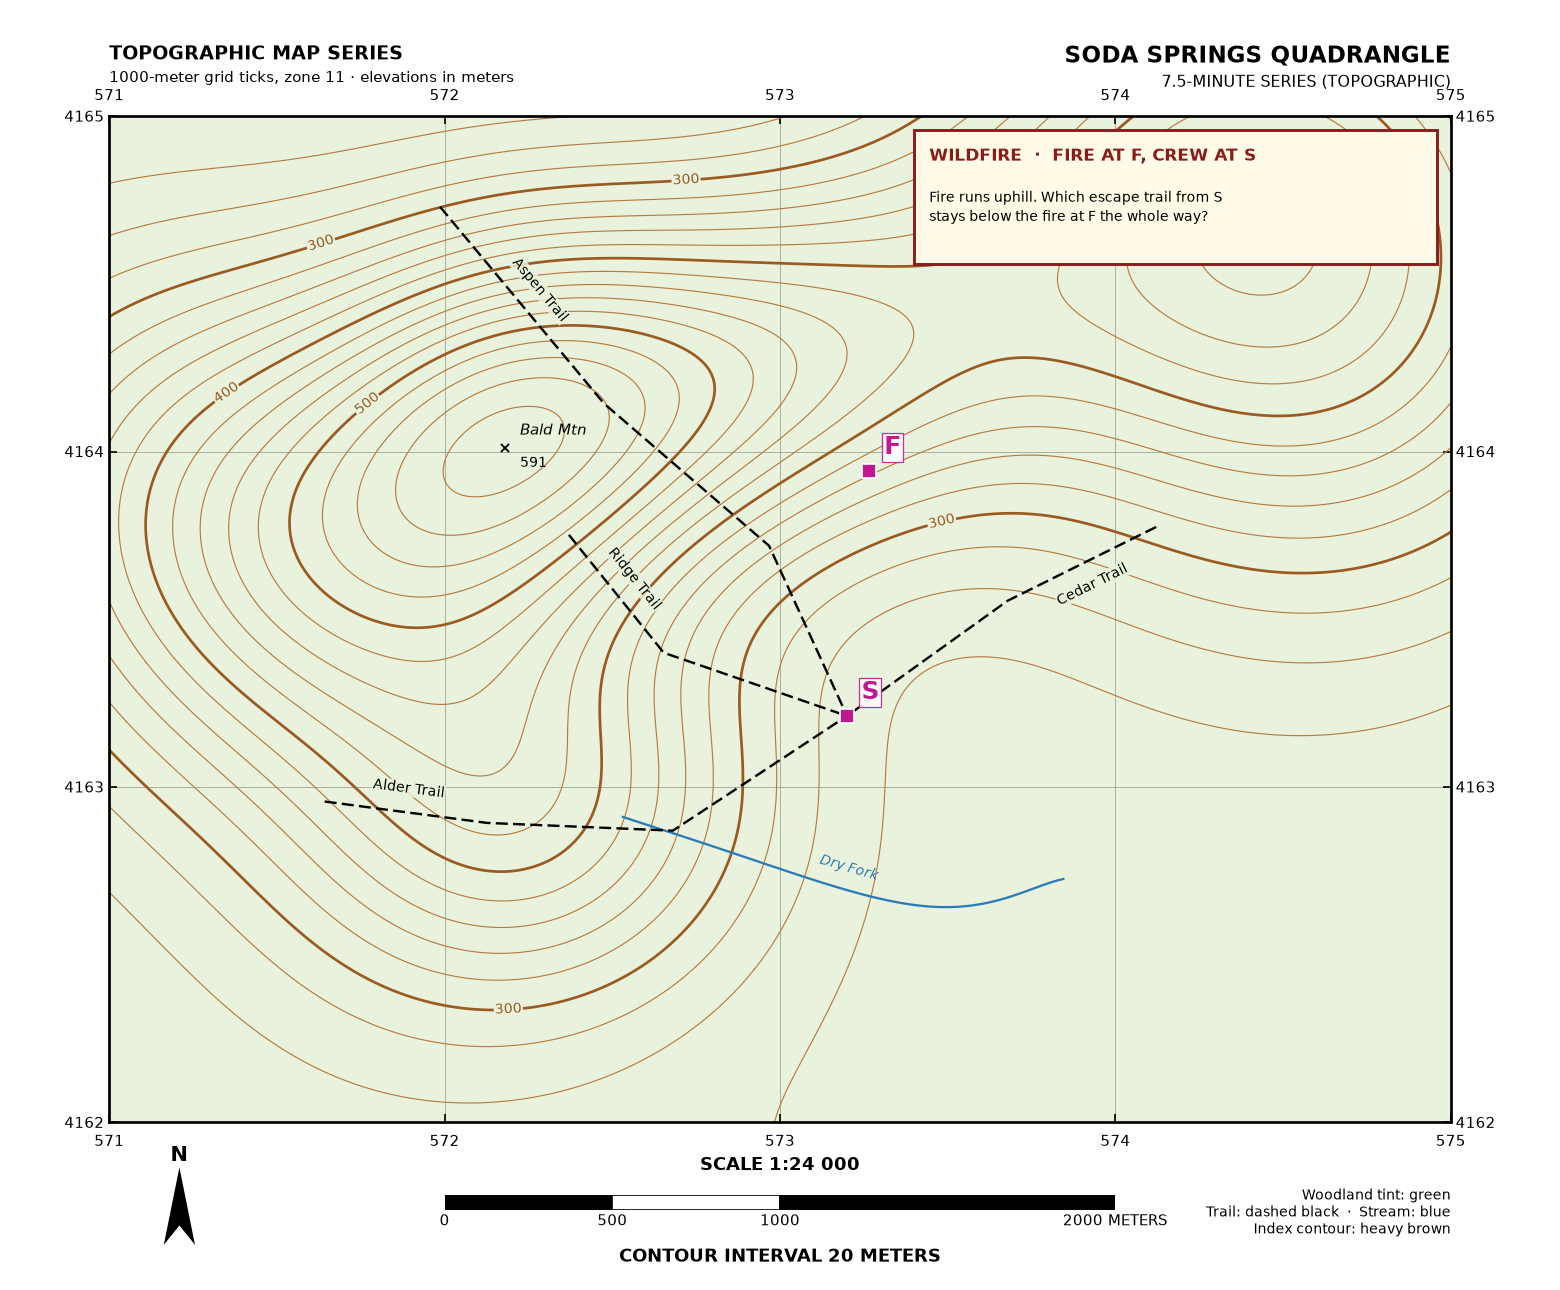 TOPOGRAPHIC MAP SERIES
1000-meter grid ticks, zone 11 · elevations in meters
SODA SPRINGS QUADRANGLE
7.5-MINUTE SERIES (TOPOGRAPHIC)
571 572 573 574 575
4165 4165
WILDFIRE · FIRE AT F, CREW AT S
Fire runs uphill. Which escape trail from S
stays below the fire at F the whole way?
300
300
Aspen Trail
400
500
Bald Mtn
591
F
4164 4164
300
Ridge Trail
Cedar Trail
S
4163 4163
Alder Trail
Dry Fork
300
4162 4162
571 572 573 574 575
N
SCALE 1:24 000
0 500 1000 2000 METERS
CONTOUR INTERVAL 20 METERS
Woodland tint: green
Trail: dashed black · Stream: blue
Index contour: heavy brown